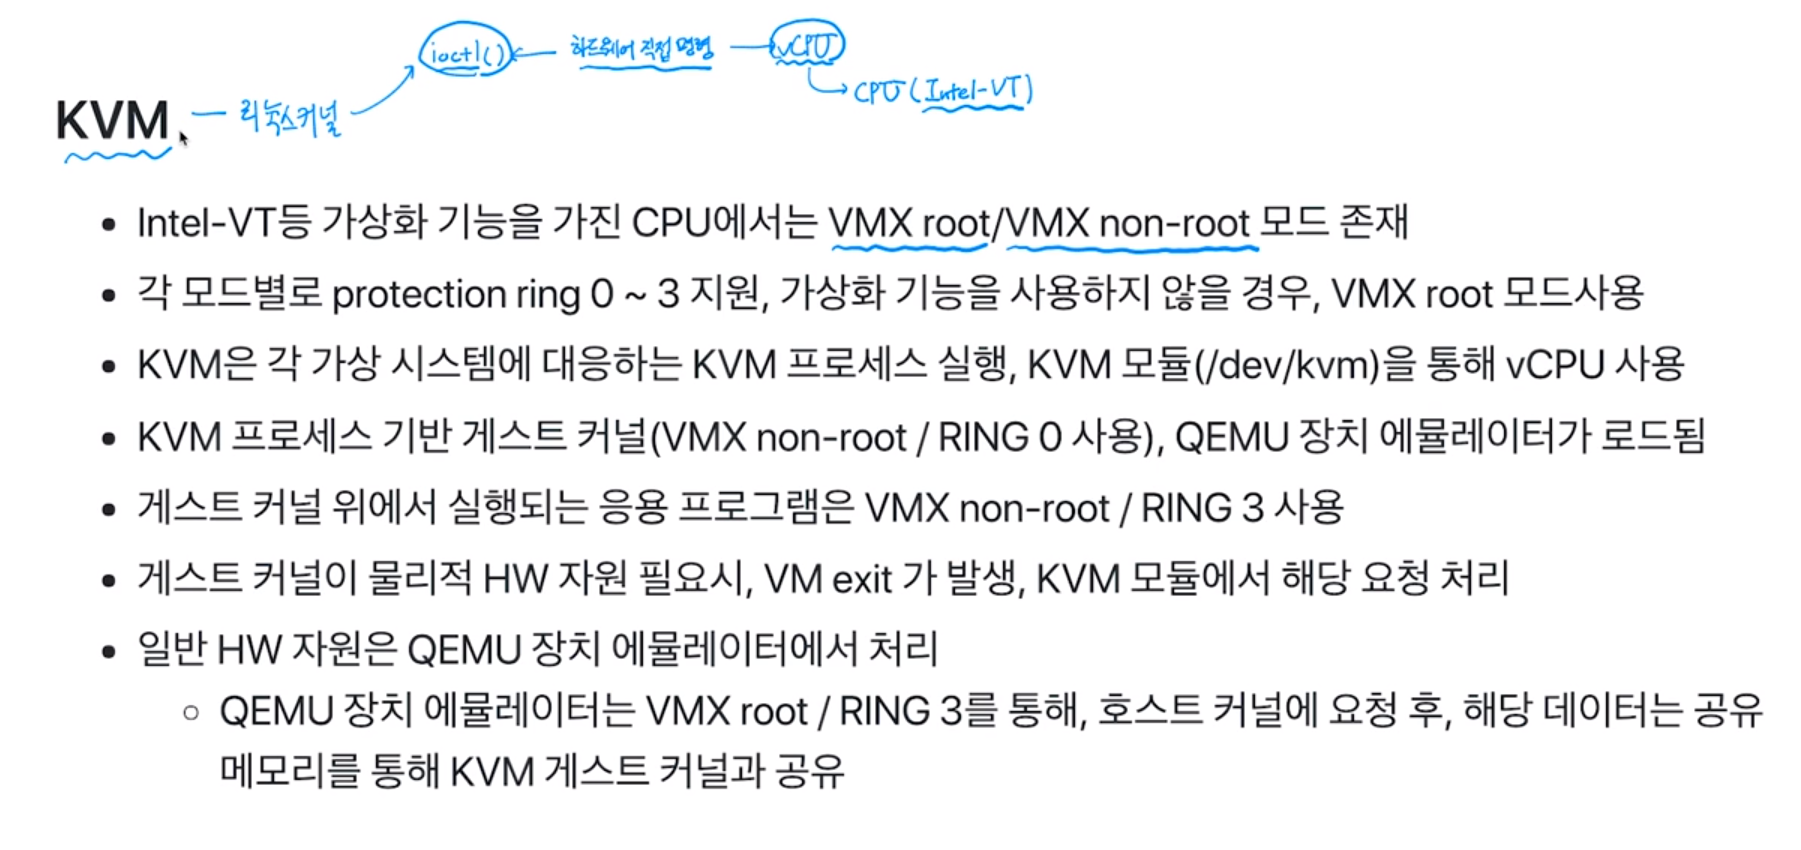 ioctl() 하드웨어 직접 명령 vCPU
CPU (Intel-VT)
KVM 리눅스커널
Intel-VT등 가상화 기능을 가진 CPU에서는 VMX root/VMX non-root 모드 존재
각 모드별로 protection ring 0 ~ 3 지원, 가상화 기능을 사용하지 않을 경우, VMX root 모드사용
KVM은 각 가상 시스템에 대응하는 KVM 프로세스 실행, KVM 모듈(/dev/kvm)을 통해 vCPU 사용
KVM 프로세스 기반 게스트 커널(VMX non-root / RING 0 사용), QEMU 장치 에뮬레이터가 로드됨
게스트 커널 위에서 실행되는 응용 프로그램은 VMX non-root / RING 3 사용
게스트 커널이 물리적 HW 자원 필요시, VM exit 가 발생, KVM 모듈에서 해당 요청 처리
일반 HW 자원은 QEMU 장치 에뮬레이터에서 처리
QEMU 장치 에뮬레이터는 VMX root / RING 3를 통해, 호스트 커널에 요청 후, 해당 데이터는 공유
메모리를 통해 KVM 게스트 커널과 공유